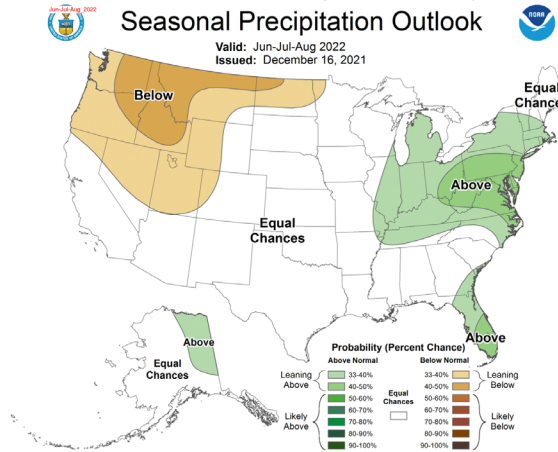 Jun-Jul-Aug 2022
NOAA
Seasonal Precipitation Outlook
Valid: Jun-Jul-Aug 2022
Issued: December 16, 2021
Below
Equal
Chances
Above
Equal
Chances
Above
Above
Equal
Chances
Probability (Percent Chance)
Above Normal
Below Normal
Leaning
Above
33-40%
40-50%
50-60%
60-70%
70-80%
80-90%
90-100%
Likely
Above
Equal
Chances
33-40%
40-50%
50-60%
60-70%
70-80%
80-90%
90-100%
Leaning
Below
Likely
Below